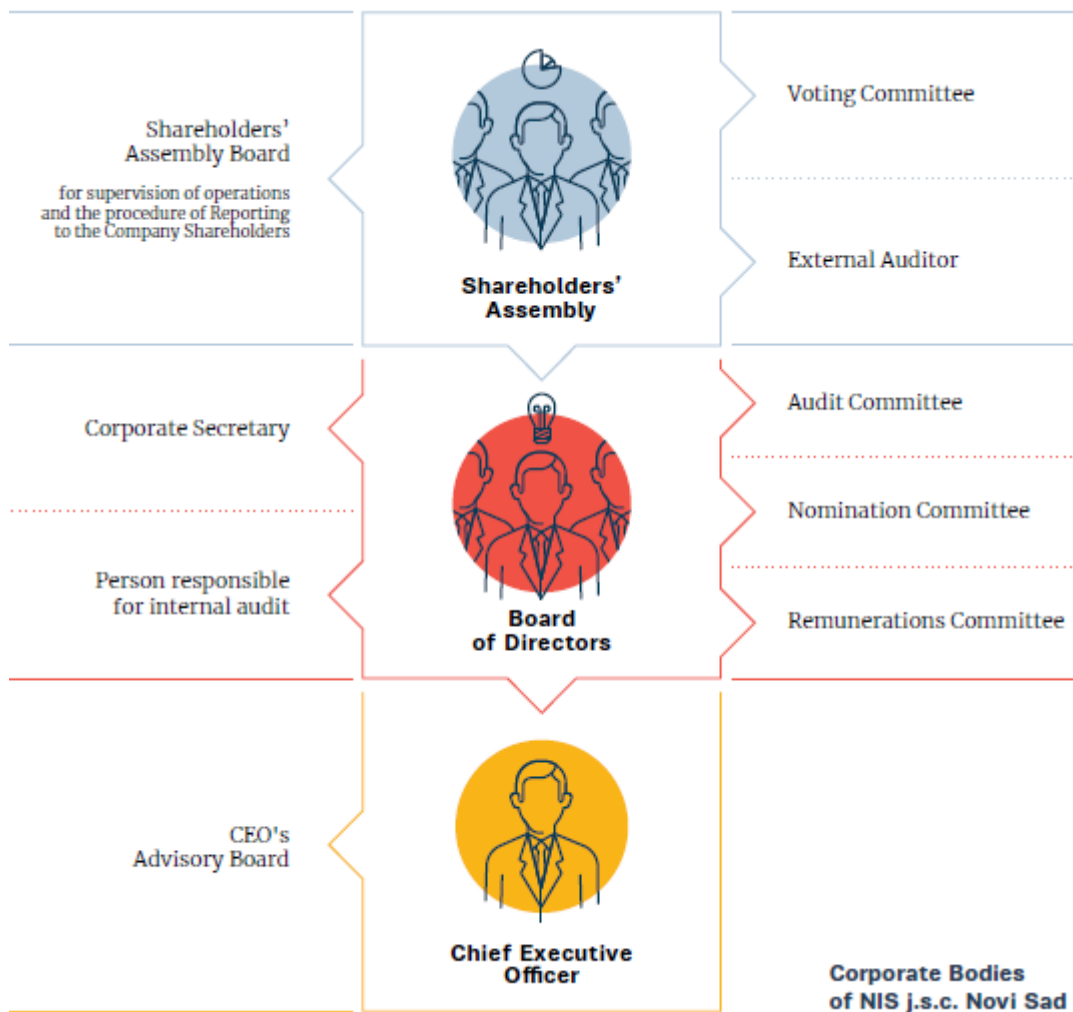 Shareholders'
Assembly Board
for supervision of operations
and the procedure of Reporting
to the Company Shareholders
Shareholders'
Assembly
Voting Committee
External Auditor
Corporate Secretary
Person responsible
for internal audit
Board
of Directors
Audit Committee
Nomination Committee
Remunerations Committee
CEO's
Advisory Board
Chief Executive
Officer
Corporate Bodies
of NIS j.s.c. Novi Sad